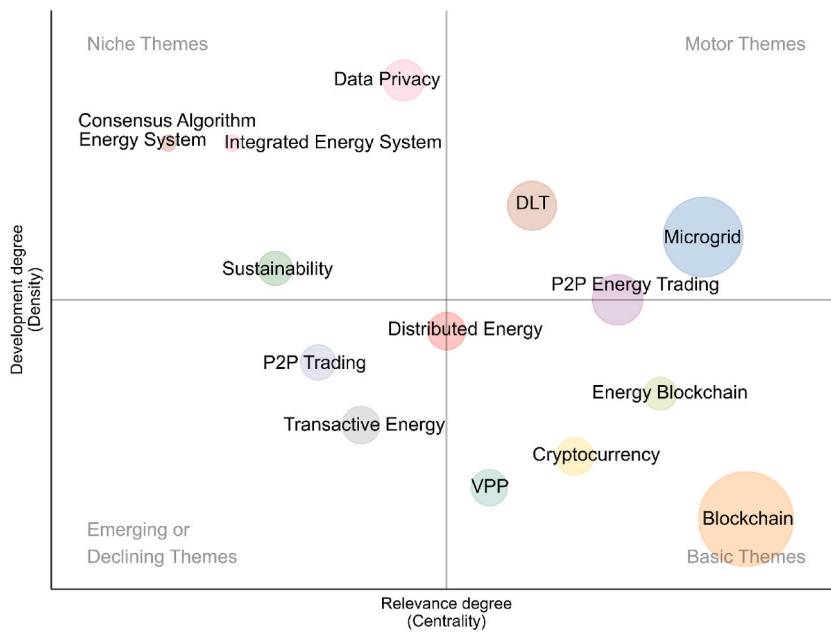 Niche Themes
Motor Themes
Data Privacy
Consensus Algorithm
Energy System
Integrated Energy System
DLT
Microgrid
Sustainability
P2P Energy Trading
Development degree
(Density)
Distributed Energy
P2P Trading
Energy Blockchain
Transactive Energy
Cryptocurrency
VPP
Blockchain
Emerging or
Declining Themes
Basic Themes
Relevance degree
(Centrality)